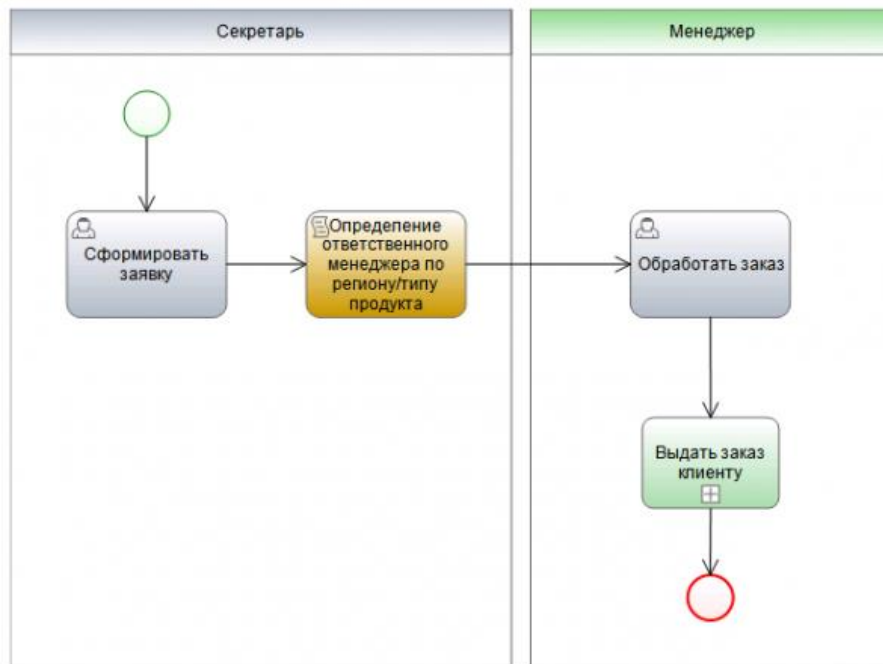 Секретарь
Менеджер
Сформировать
заявку
Определение
ответственного
менеджера по
региону/типу
продукта
Обработать заказ
Выдать заказ
клиенту